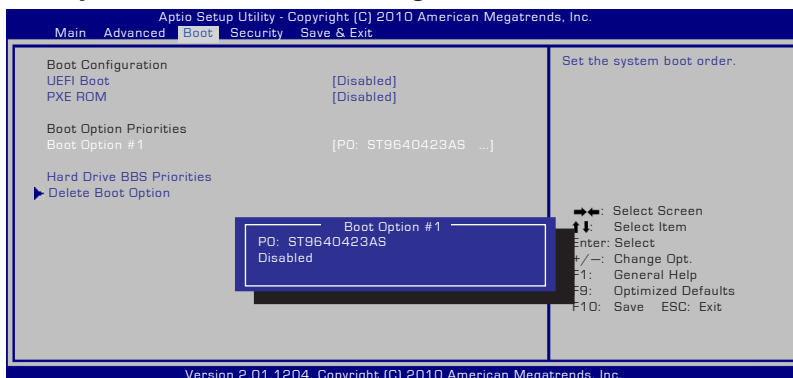 Aptio Setup Utility - Copyright (C) 2010 American Megatrends, Inc.
Main Advanced Boot Security Save & Exit
Boot Configuration
UEFI Boot [Disabled]
PXE ROM [Disabled]
Boot Option Priorities
Boot Option #1 [P0: ST9640423AS ...]
Hard Drive BBS Priorities
Delete Boot Option
Boot Option #1
P0: ST9640423AS
Disabled
Set the system boot order.
→←: Select Screen
↑↓: Select Item
Enter: Select
+/—: Change Opt.
F1: General Help
F9: Optimized Defaults
F10: Save ESC: Exit
Version 2.01.1204. Copyright (C) 2010 American Megatrends, Inc.